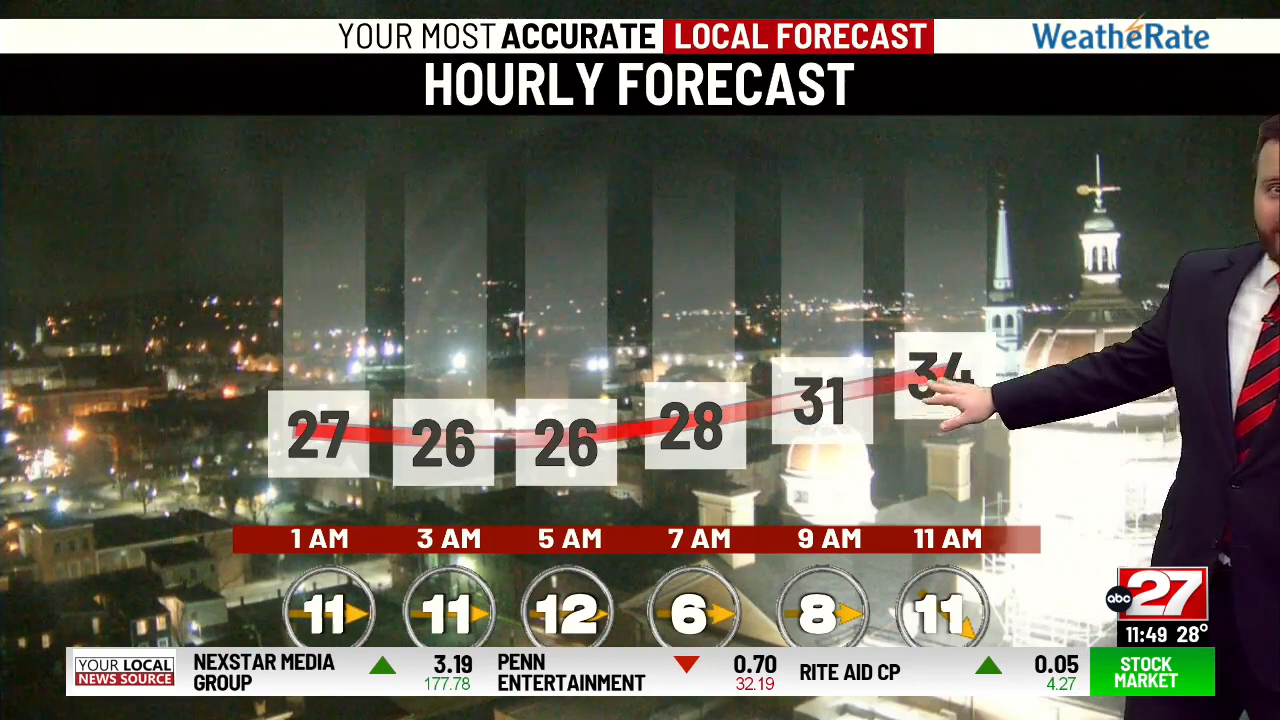 YOUR MOST ACCURATE LOCAL FORECAST
WeatheRate
HOURLY FORECAST
27 26 26 28 31 34
1 AM 3 AM 5 AM 7 AM 9 AM 11 AM
11 11 12 6 8 11
abc 27
11:49 28°
YOUR LOCAL
NEWS SOURCE
NEXSTAR MEDIA
GROUP
3.19
177.78
PENN
ENTERTAINMENT
0.70
32.19
RITE AID CP
0.05
4.27
STOCK
MARKET